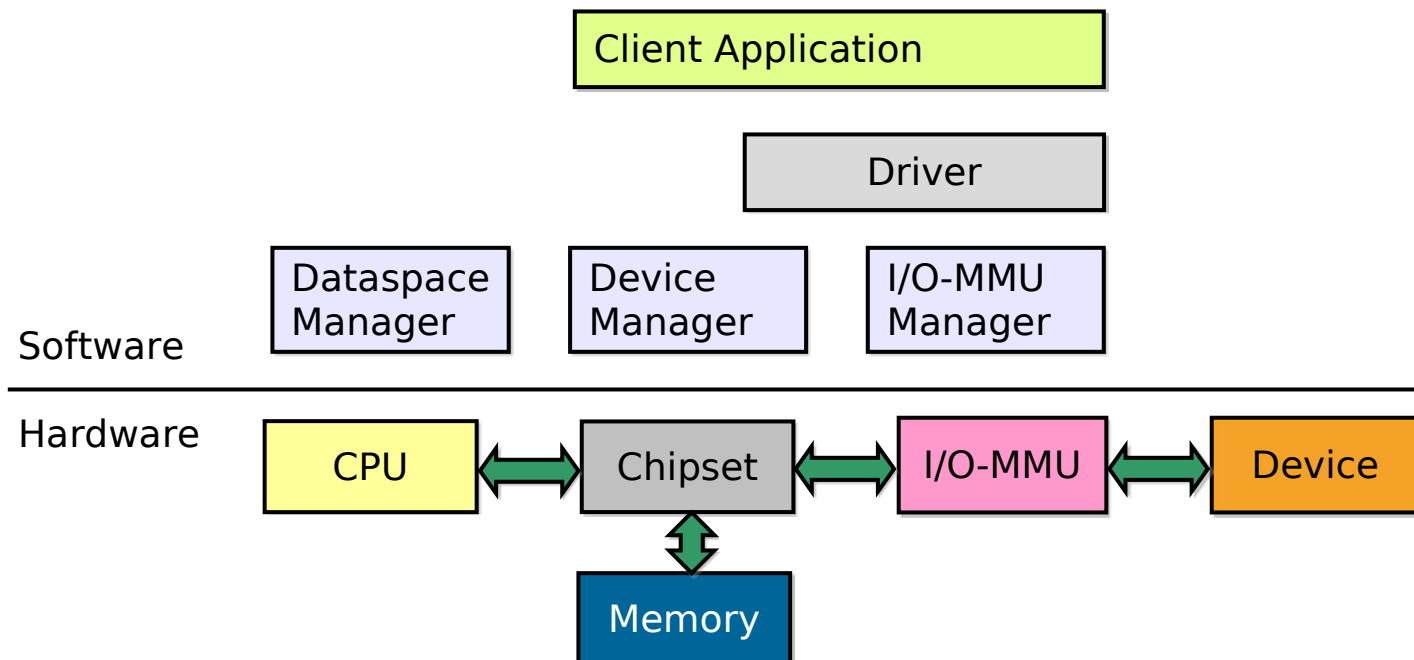 Client Application
Driver
Dataspace
Manager
Device
Manager
I/O-MMU
Manager
Software
Hardware
CPU
Chipset
I/O-MMU
Device
Memory